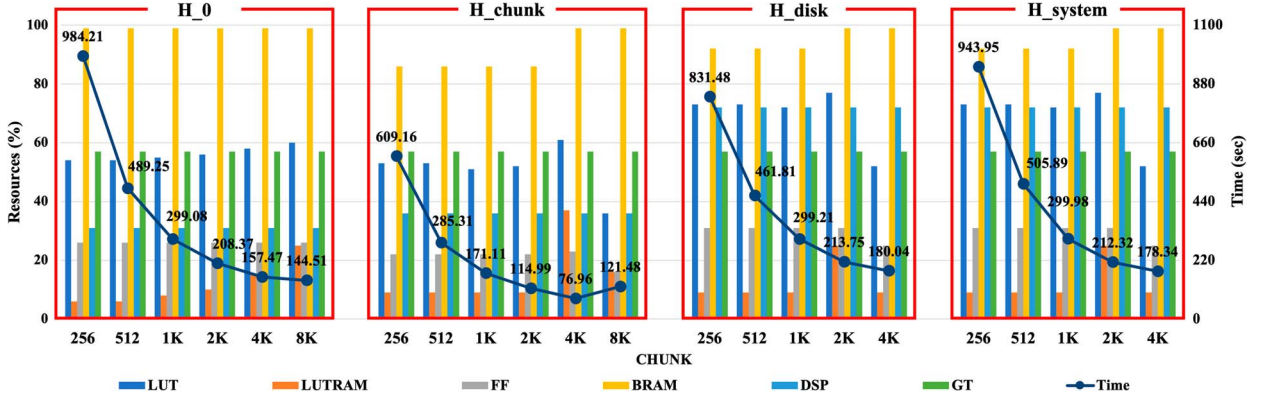 H_0 H_chunk H_disk H_system
100 1100
984.21 943.95
80 831.48 880
609.16
60 660
489.25 461.81 505.89
Resources (%) Time (sec)
40 285.31 440
299.08 299.21 299.98
208.37 171.11 213.75 212.32
20 157.47 144.51 114.99 121.48 180.04 178.34 220
76.96
0 0
256 512 1K 2K 4K 8K 256 512 1K 2K 4K 8K 256 512 1K 2K 4K 256 512 1K 2K 4K
CHUNK
LUT LUTRAM FF BRAM DSP GT Time